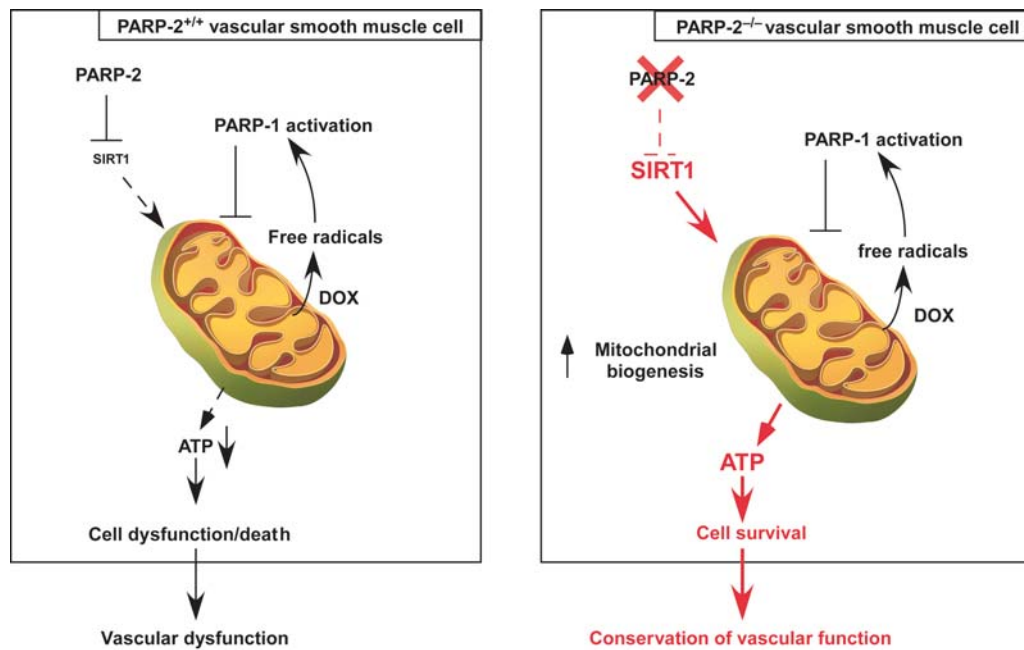 PARP-2+/+ vascular smooth muscle cell
PARP-2
SIRT1
PARP-1 activation
Free radicals
DOX
ATP
Cell dysfunction/death
Vascular dysfunction
PARP-2–/– vascular smooth muscle cell
PARP-2
SIRT1
PARP-1 activation
free radicals
DOX
Mitochondrial
biogenesis
ATP
Cell survival
Conservation of vascular function